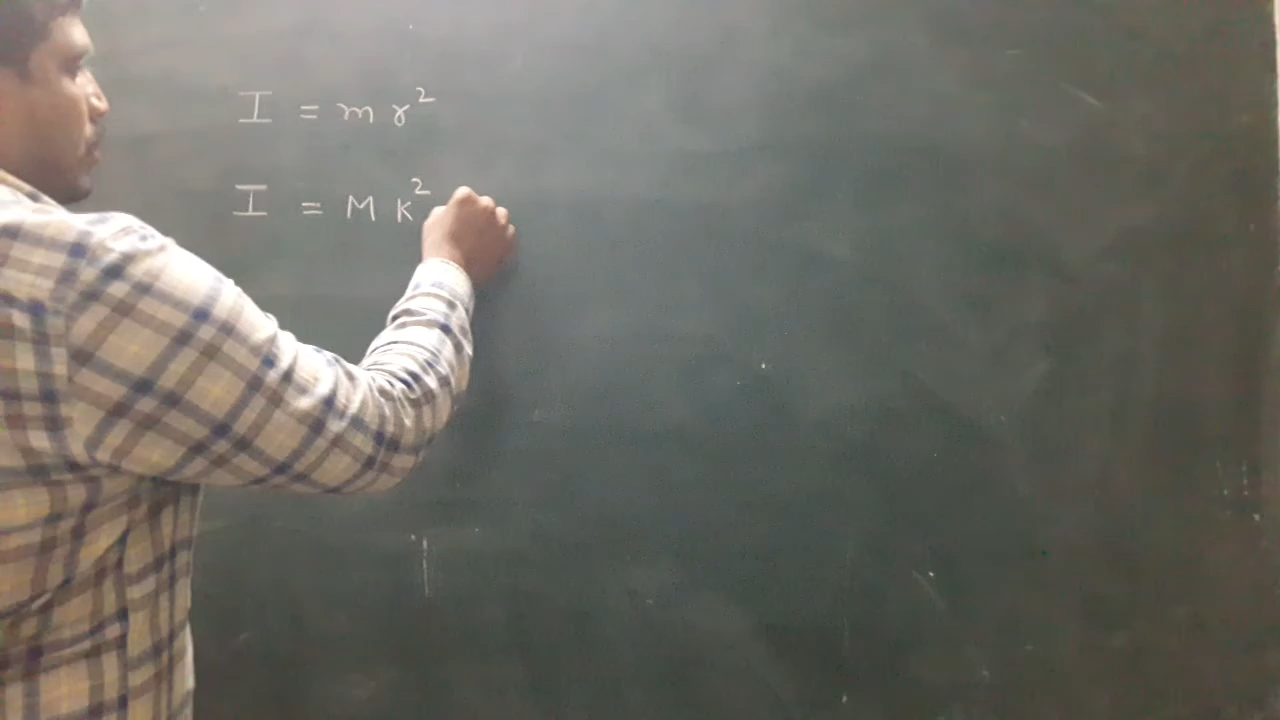 I = m r²
I = M K²